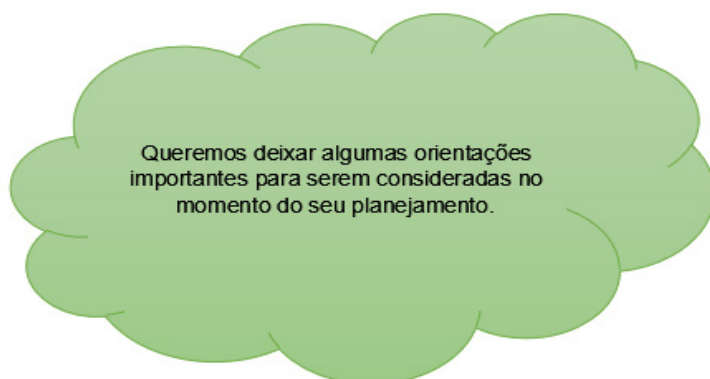 Queremos deixar algumas orientações
importantes para serem consideradas no
momento do seu planejamento.